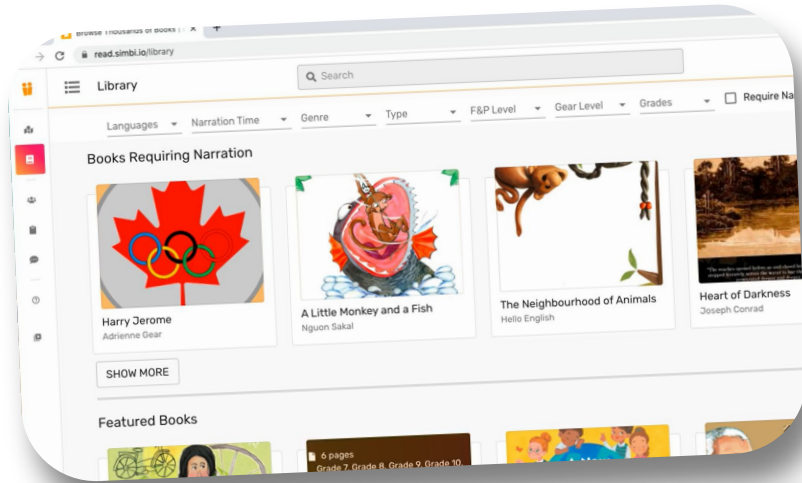 Browse Thousands of Books |
read.simbi.io/library
Library
Search
Languages
Narration Time
Genre
Type
F&P Level
Gear Level
Grades
Require Na
Books Requiring Narration
Harry Jerome
Adrienne Gear
A Little Monkey and a Fish
Nguon Sakal
The Neighbourhood of Animals
Hello English
Heart of Darkness
Joseph Conrad
SHOW MORE
Featured Books
6 pages
Grade 7, Grade 8, Grade 9, Grade 10,